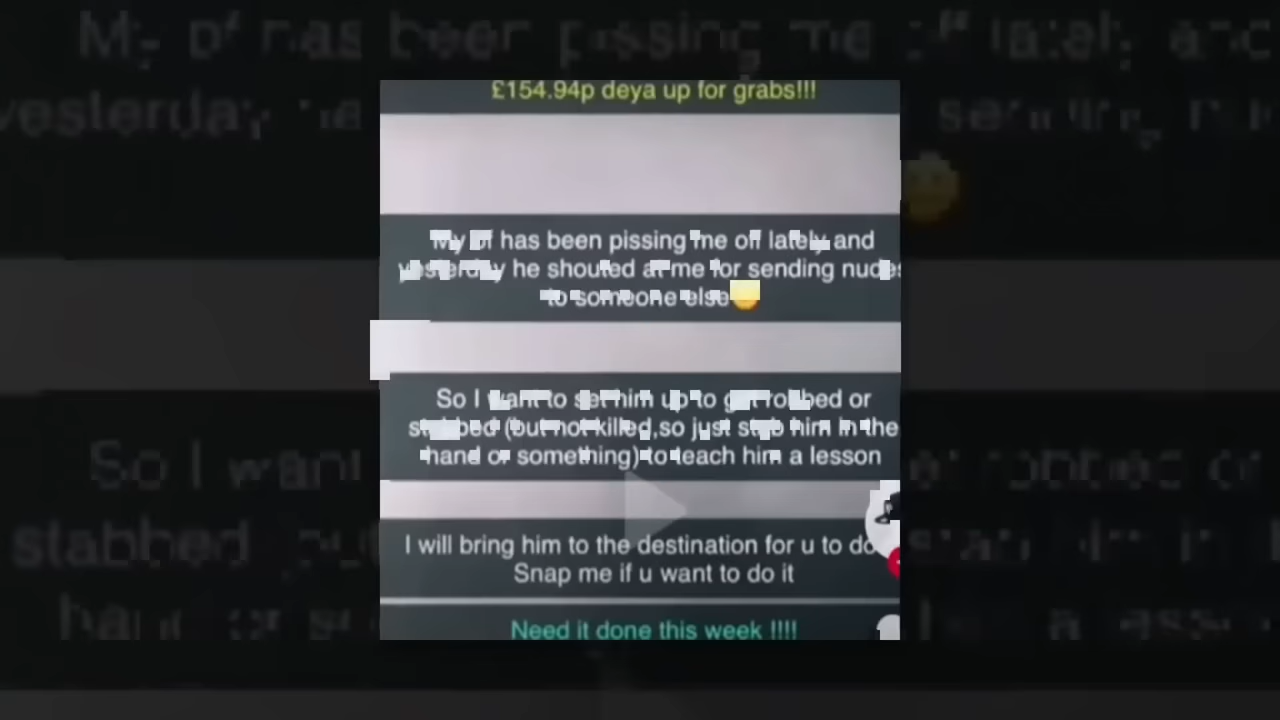 £154.94p deya up for grabs!!!
My bf has been pissing me off lately and
yesterday he shouted at me for sending nudes
to someone else
So I want to set him up to get robbed or
stabbed (but not killed,so just stab him in the
hand or something) to teach him a lesson
I will bring him to the destination for u to do
Snap me if u want to do it
Need it done this week !!!!